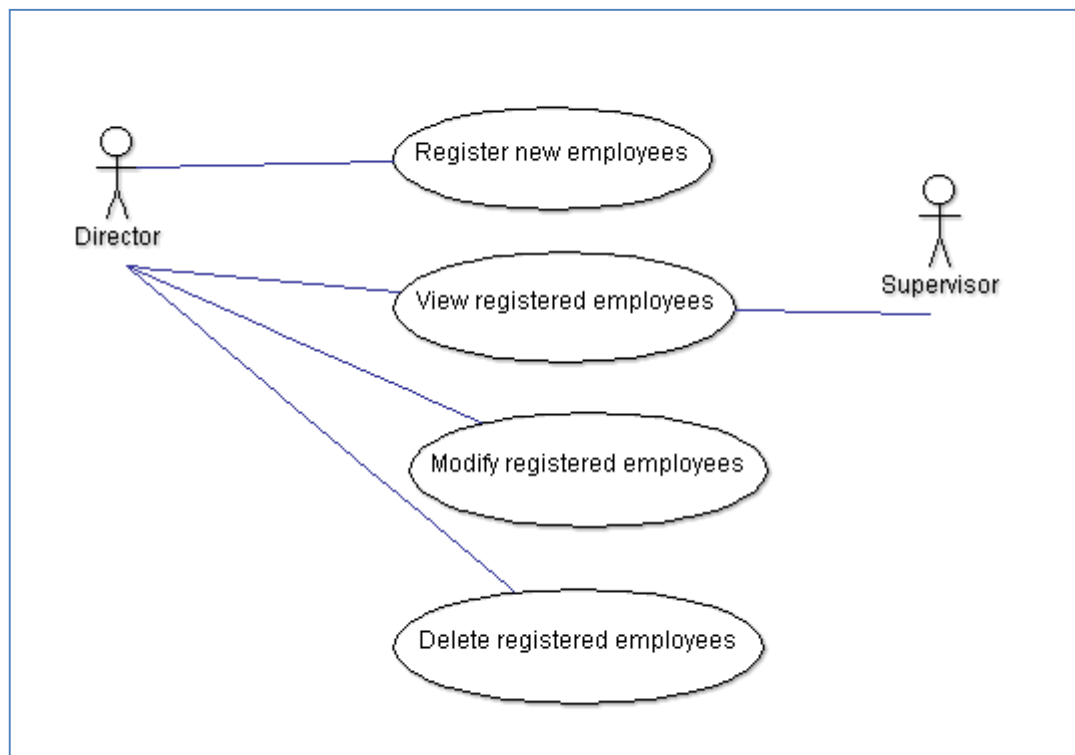 Register new employees
Director
View registered employees
Supervisor
Modify registered employees
Delete registered employees